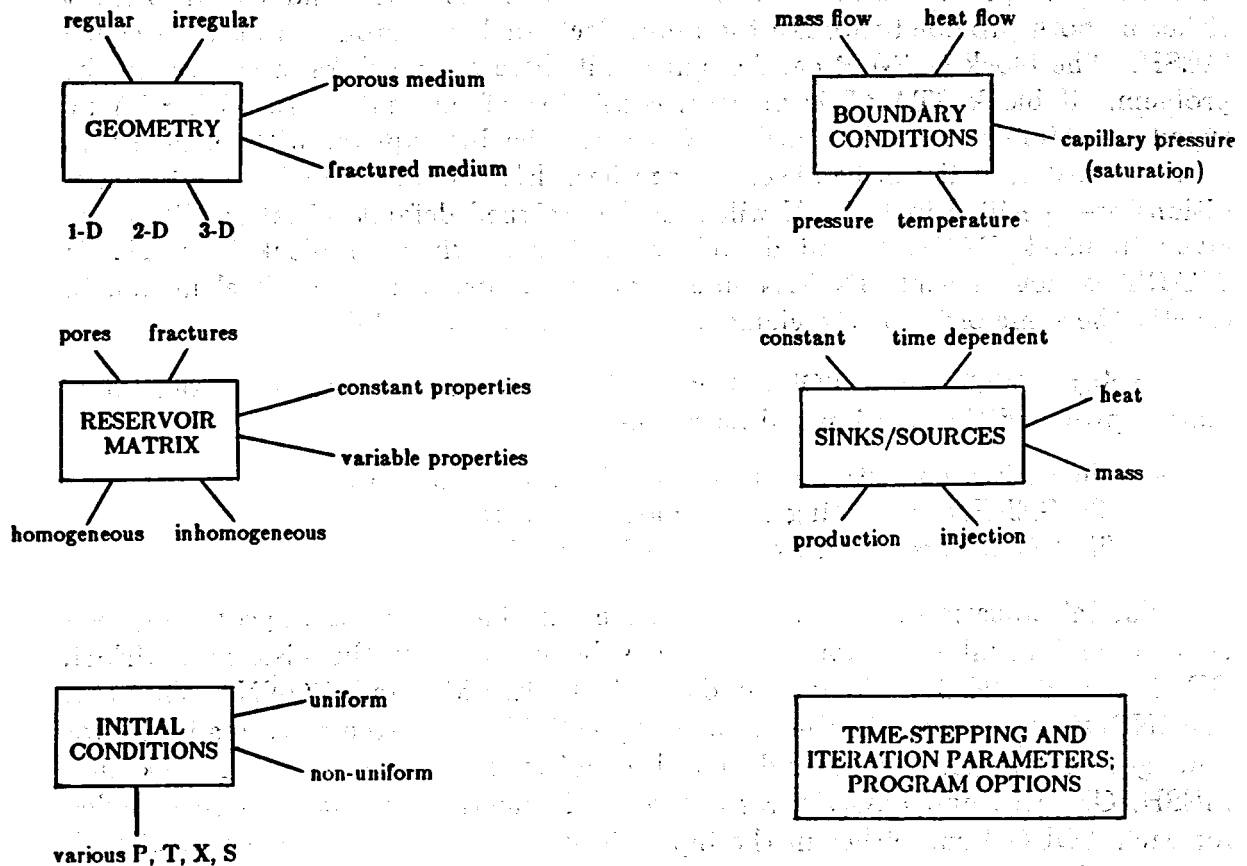 regular irregular
porous medium
GEOMETRY
fractured medium
1-D 2-D 3-D
mass flow heat flow
BOUNDARY
CONDITIONS
capillary pressure
(saturation)
pressure temperature
pores fractures
constant properties
RESERVOIR
MATRIX
variable properties
homogeneous inhomogeneous
constant time dependent
heat
SINKS/SOURCES
mass
production injection
uniform
INITIAL
CONDITIONS
non-uniform
various P, T, X, S
TIME-STEPPING AND
ITERATION PARAMETERS;
PROGRAM OPTIONS